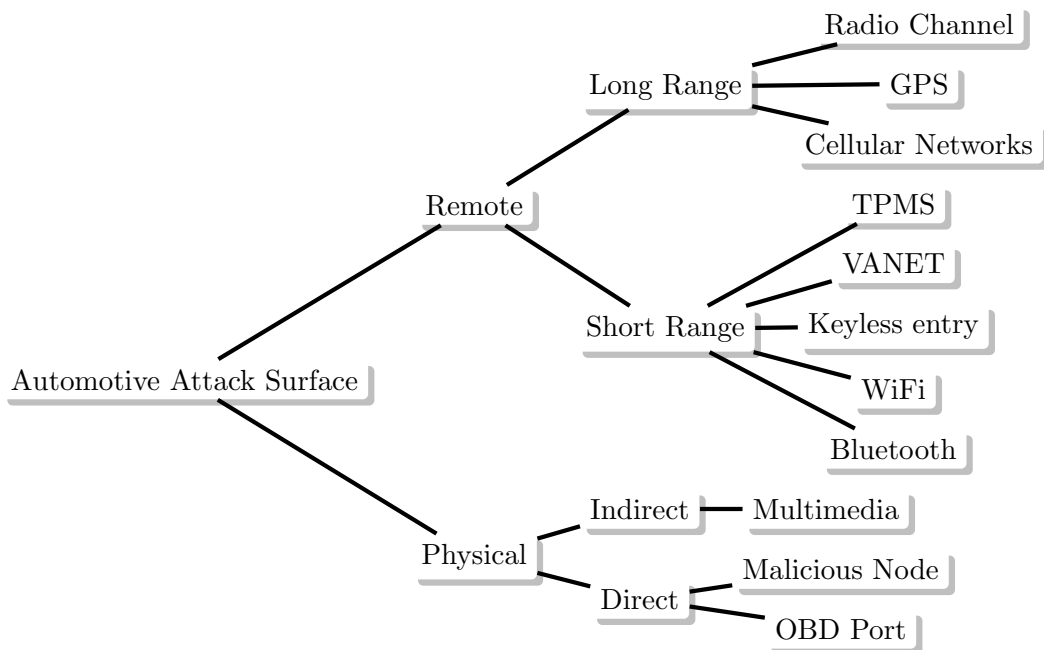 Radio Channel
Long Range
GPS
Cellular Networks
Remote
TPMS
VANET
Short Range
Keyless entry
Automotive Attack Surface
WiFi
Bluetooth
Indirect
Multimedia
Physical
Malicious Node
Direct
OBD Port